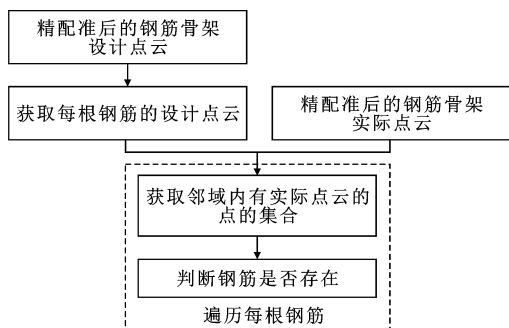 精配准后的钢筋骨架
设计点云
获取每根钢筋的设计点云
精配准后的钢筋骨架
实际点云
获取邻域内有实际点云的
点的集合
判断钢筋是否存在
遍历每根钢筋